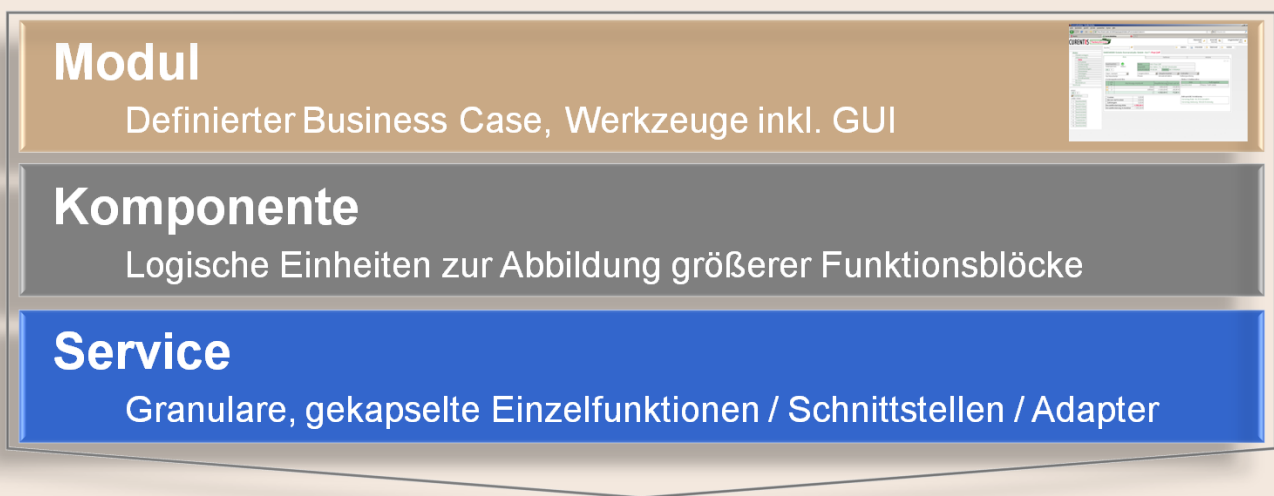 Modul
Definierter Business Case, Werkzeuge inkl. GUI
CURENTIS
Komponente
Logische Einheiten zur Abbildung größerer Funktionsblöcke
Service
Granulare, gekapselte Einzelfunktionen / Schnittstellen / Adapter